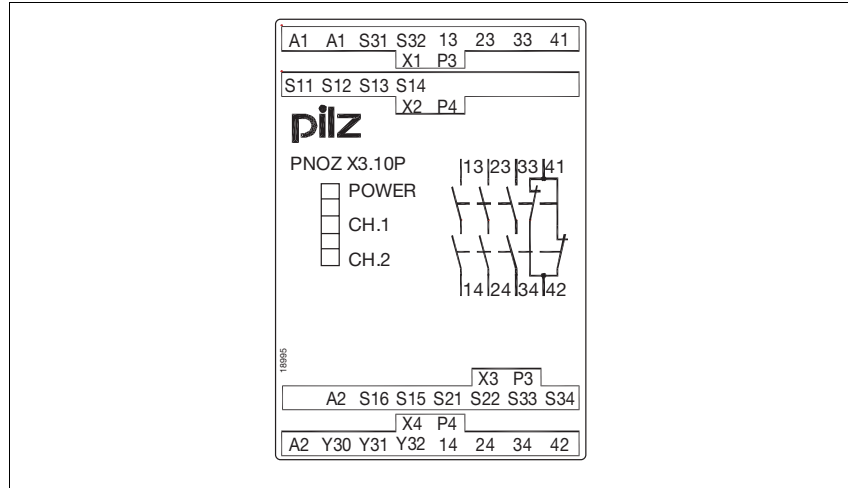 A1 A1 S31 S32 13 23 33 41
X1 P3
S11 S12 S13 S14
X2 P4
pilz
PNOZ X3.10P
13 23 33 41
POWER
CH.1
CH.2
14 24 34 42
18995
X3 P3
A2 S16 S15 S21 S22 S33 S34
X4 P4
A2 Y30 Y31 Y32 14 24 34 42